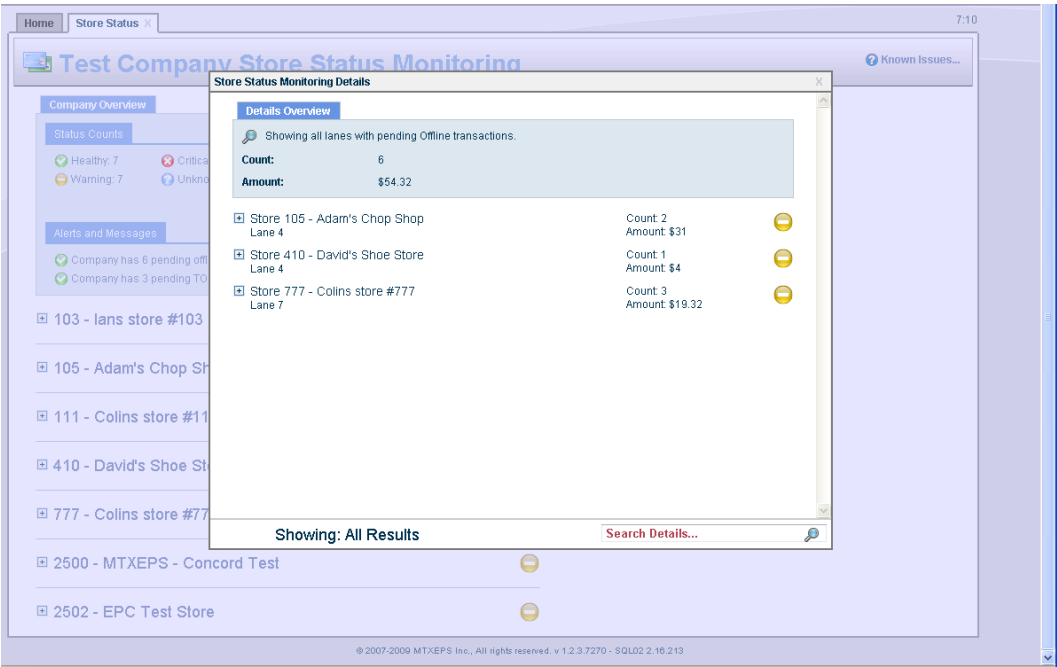 Home
Store Status X
7:10
Test Company Store Status Monitoring
Known Issues...
Company Overview
Status Counts
Healthy: 7
Critica
Warning: 7
Unkno
Alerts and Messages
Company has 6 pending offl
Company has 3 pending TO
103 - Ians store #103
105 - Adam's Chop Sh
111 - Colins store #11
410 - David's Shoe Sto
777 - Colins store #77
2500 - MTXEPS - Concord Test
2502 - EPC Test Store
Store Status Monitoring Details
X
Details Overview
Showing all lanes with pending Offline transactions.
Count: 6
Amount: $54.32
Store 105 - Adam's Chop Shop
Lane 4
Count: 2
Amount: $31
Store 410 - David's Shoe Store
Lane 4
Count: 1
Amount: $4
Store 777 - Colins store #777
Lane 7
Count: 3
Amount: $19.32
Showing: All Results
Search Details...
© 2007-2009 MTXEPS Inc., All rights reserved. v 1.2.3.7270 - SQL02 2.16.213